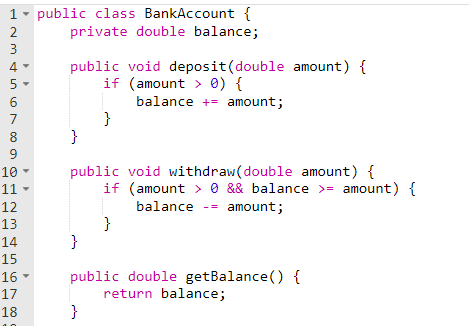 1 public class BankAccount {
2     private double balance;
3
4     public void deposit(double amount) {
5         if (amount > 0) {
6             balance += amount;
7         }
8     }
9
10     public void withdraw(double amount) {
11         if (amount > 0 && balance >= amount) {
12             balance -= amount;
13         }
14     }
15
16     public double getBalance() {
17         return balance;
18     }